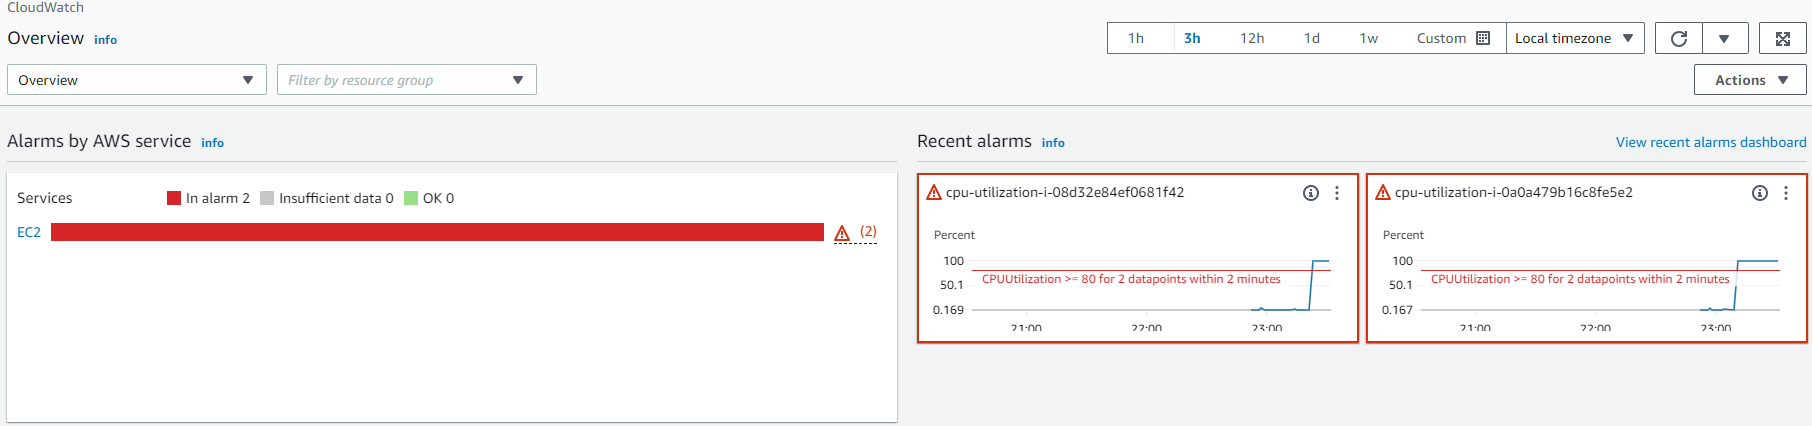 CloudWatch
Overview info
1h 3h 12h 1d 1w Custom Local timezone
Overview Filter by resource group Actions
Alarms by AWS service info
Services In alarm 2 Insufficient data 0 OK 0
EC2 (2)
Recent alarms info View recent alarms dashboard
cpu-utilization-i-08d32e84ef0681f42
Percent
100
CPUUtilization >= 80 for 2 datapoints within 2 minutes
50.1
0.169
21:00 22:00 23:00
cpu-utilization-i-0a0a479b16c8fe5e2
Percent
100
CPUUtilization >= 80 for 2 datapoints within 2 minutes
50.1
0.167
21:00 22:00 23:00